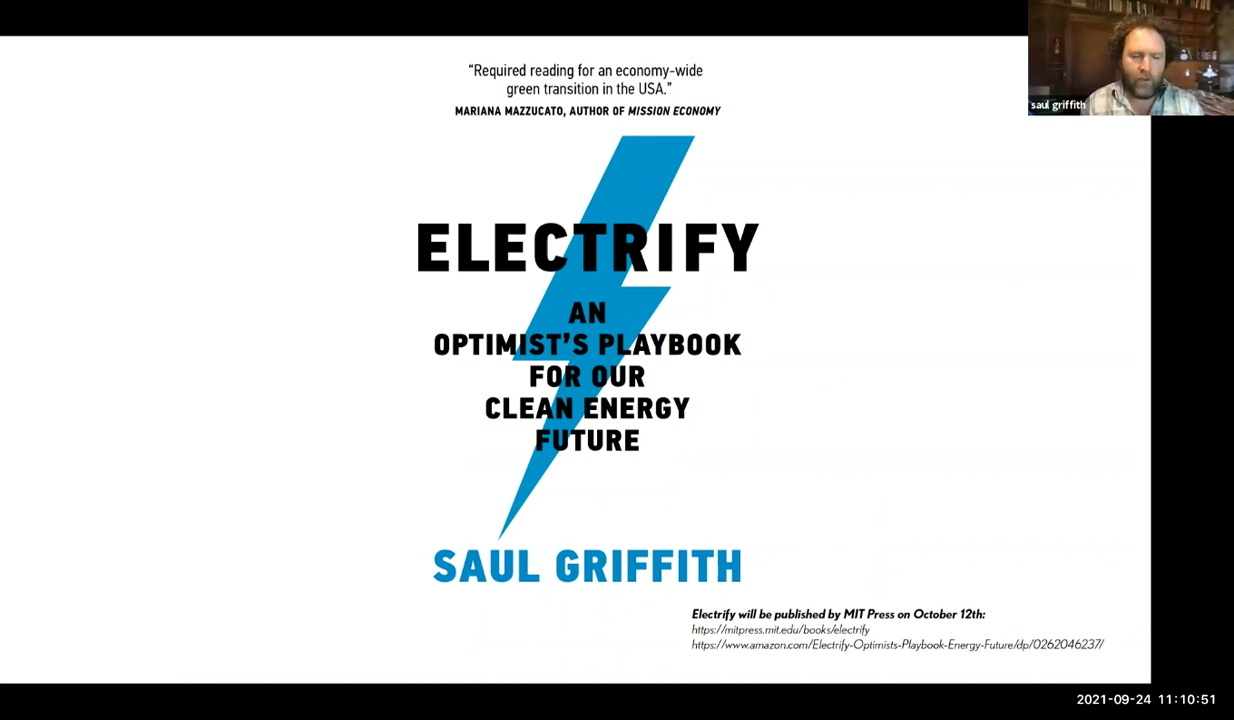 “Required reading for an economy-wide
green transition in the USA.”
MARIANA MAZZUCATO, AUTHOR OF MISSION ECONOMY
ELECTRIFY
AN
OPTIMIST’S PLAYBOOK
FOR OUR
CLEAN ENERGY
FUTURE
SAUL GRIFFITH
Electrify will be published by MIT Press on October 12th:
https://mitpress.mit.edu/books/electrify
https://www.amazon.com/Electrify-Optimists-Playbook-Energy-Future/dp/0262046237/
saul griffith
2021-09-24 11:10:51